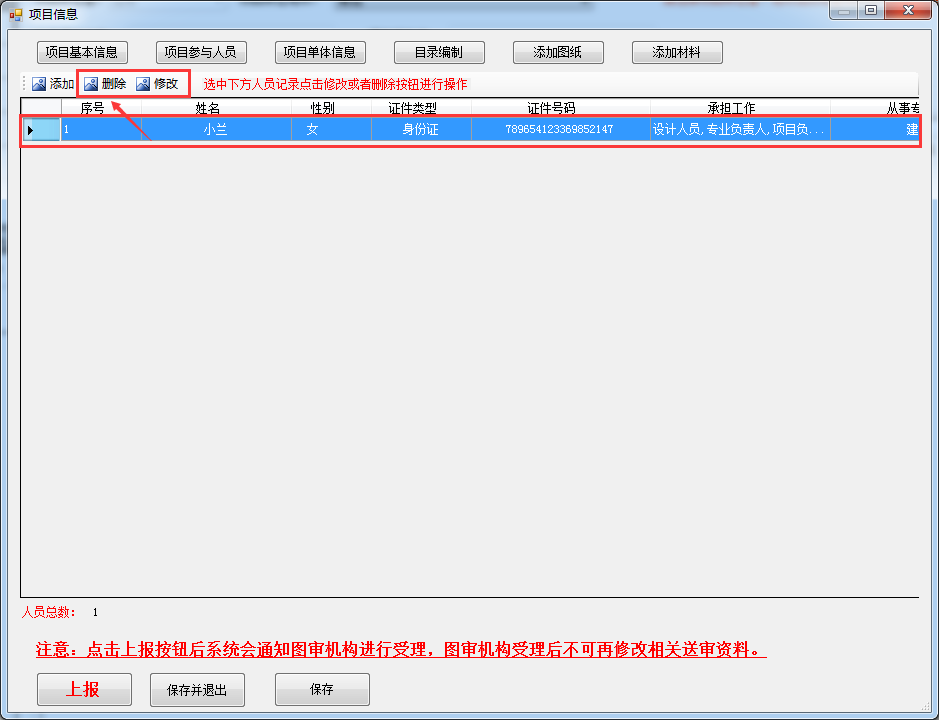 项目信息
项目基本信息 项目参与人员 项目单体信息 目录编制 添加图纸 添加材料
添加 删除 修改 选中下方人员记录点击修改或者删除按钮进行操作
序号 姓名 性别 证件类型 证件号码 承担工作 从事专
1 小兰 女 身份证 789654123369852147 设计人员,专业负责人,项目负... 建
人员总数： 1
注意：点击上报按钮后系统会通知图审机构进行受理，图审机构受理后不可再修改相关送审资料。
上报 保存并退出 保存